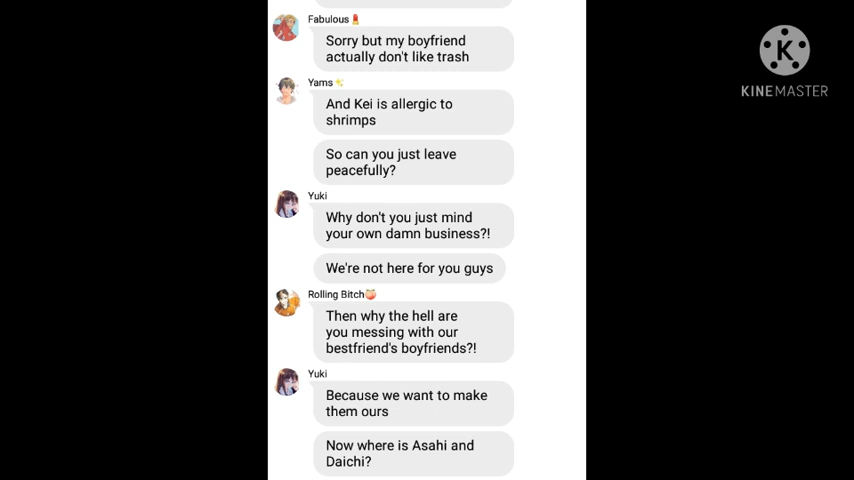 Fabulous💄
Sorry but my boyfriend
actually don't like trash
Yams✨
And Kei is allergic to
shrimps
So can you just leave
peacefully?
Yuki
Why don't you just mind
your own damn business?!
We're not here for you guys
Rolling Bitch🍑
Then why the hell are
you messing with our
bestfriend's boyfriends?!
Yuki
Because we want to make
them ours
Now where is Asahi and
Daichi?
K
KINEMASTER